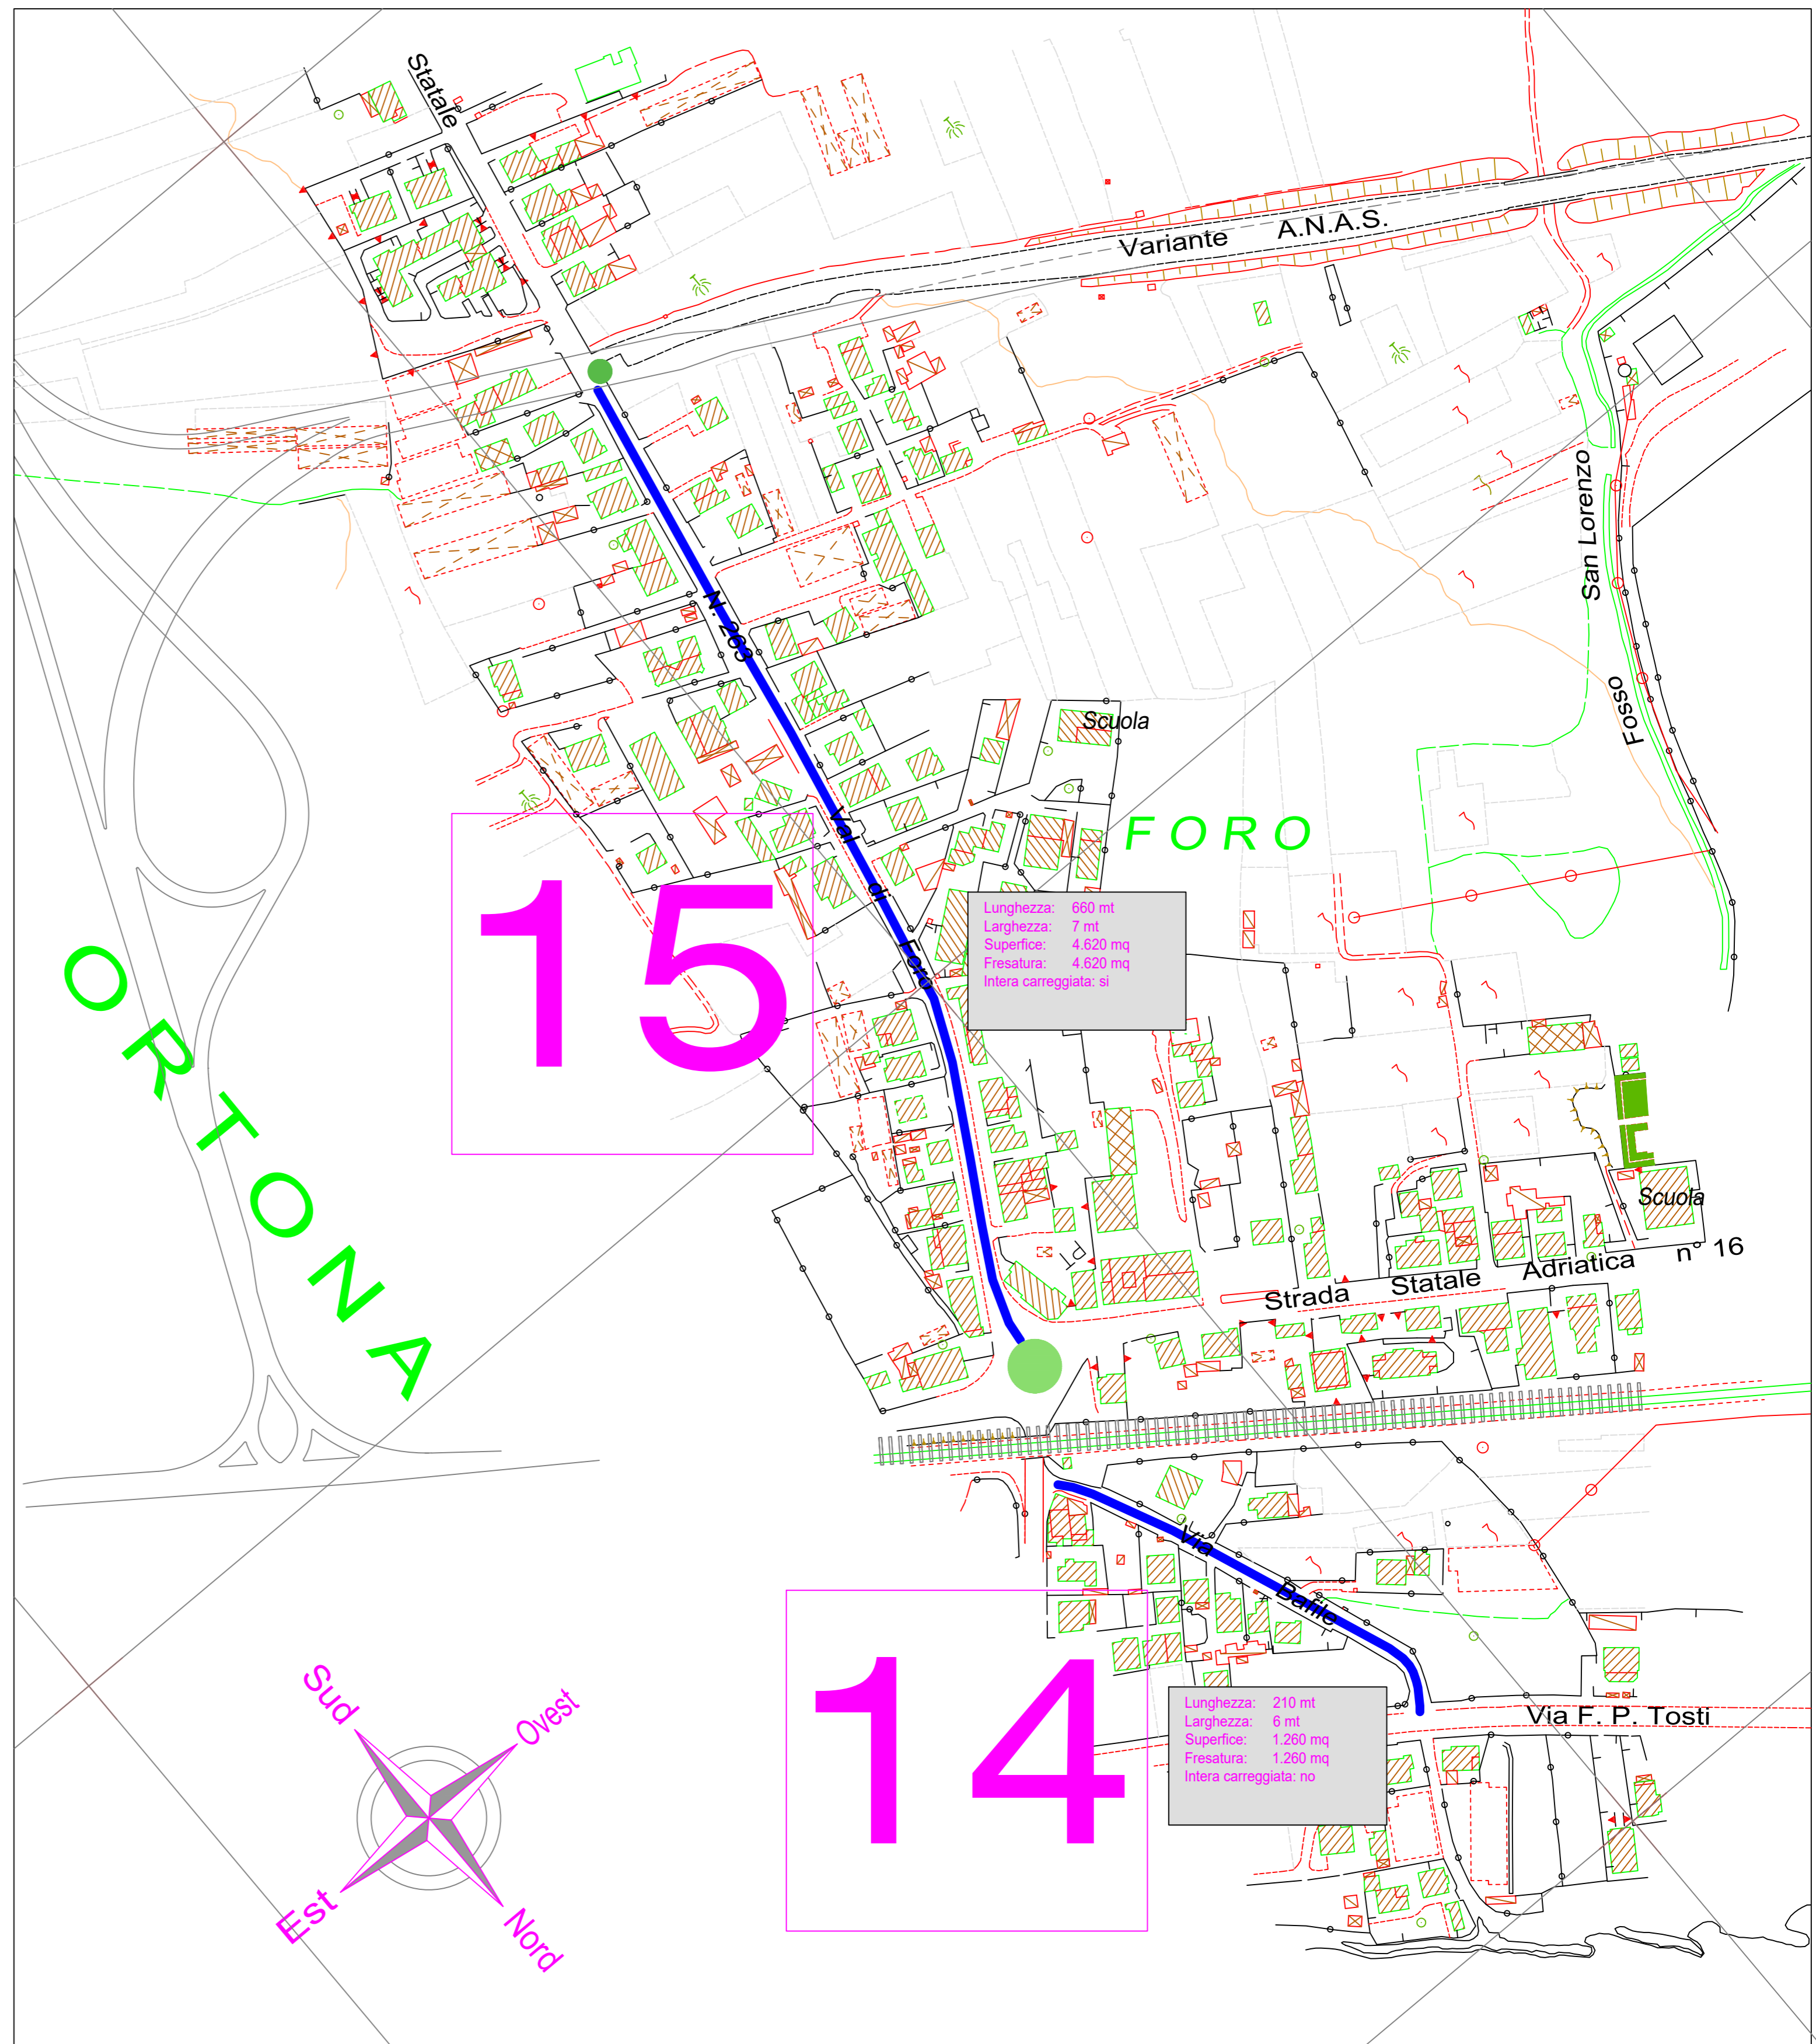 Statale
Variante A.N.A.S.
N. 263
San Lorenzo
Fosso
Scuola
FORO
Val di Foro
15
Lunghezza: 660 mt
Larghezza: 7 mt
Superfice: 4.620 mq
Fresatura: 4.620 mq
Intera carreggiata: si
ORTONA
Scuola
Pd
Strada Statale Adriatica n° 16
Via Bafile
14
Lunghezza: 210 mt
Larghezza: 6 mt
Superfice: 1.260 mq
Fresatura: 1.260 mq
Intera carreggiata: no
Via F. P. Tosti
Sud
Ovest
Est
Nord